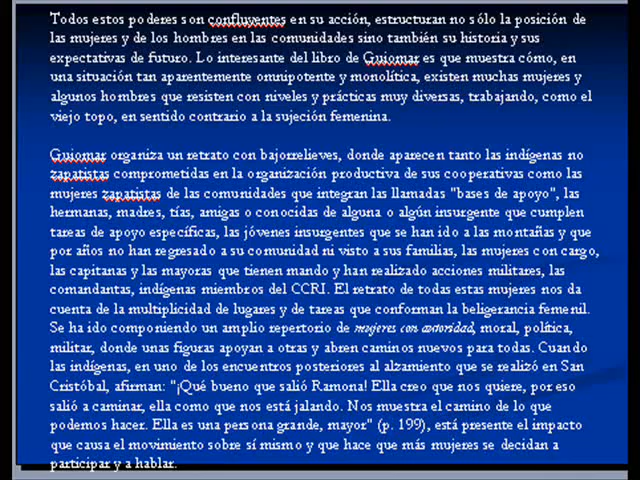 Todos estos poderes son confluyentes en su acción, estructuran no sólo la posición de
las mujeres y de los hombres en las comunidades sino también su historia y sus
expectativas de futuro. Lo interesante del libro de Guiomar es que muestra cómo, en
una situación tan aparentemente omnipotente y monolítica, existen muchas mujeres y
algunos hombres que resisten con niveles y prácticas muy diversas, trabajando, como el
viejo topo, en sentido contrario a la sujeción femenina.
Guiomar organiza un retrato con bajorrelieves, donde aparecen tanto las indígenas no
zapatistas comprometidas en la organización productiva de sus cooperativas como las
mujeres zapatistas de las comunidades que integran las llamadas "bases de apoyo", las
hermanas, madres, tías, amigas o conocidas de alguna o algún insurgente que cumplen
tareas de apoyo específicas, las jóvenes insurgentes que se han ido a las montañas y que
por años no han regresado a su comunidad ni visto a sus familias, las mujeres con cargo,
las capitanas y las mayoras que tienen mando y han realizado acciones militares, las
comandantas, indígenas miembros del CCRI. El retrato de todas estas mujeres nos da
cuenta de la multiplicidad de lugares y de tareas que conforman la beligerancia femenil.
Se ha ido componiendo un amplio repertorio de mujeres con autoridad, moral, política,
militar, donde unas figuras apoyan a otras y abren caminos nuevos para todas. Cuando
las indígenas, en uno de los encuentros posteriores al alzamiento que se realizó en San
Cristóbal, afirman: "¡Qué bueno que salió Ramona! Ella creo que nos quiere, por eso
salió a caminar, ella como que nos está jalando. Nos muestra el camino de lo que
podemos hacer. Ella es una persona grande, mayor" (p. 199), está presente el impacto
que causa el movimiento sobre sí mismo y que hace que más mujeres se decidan a
participar y a hablar.